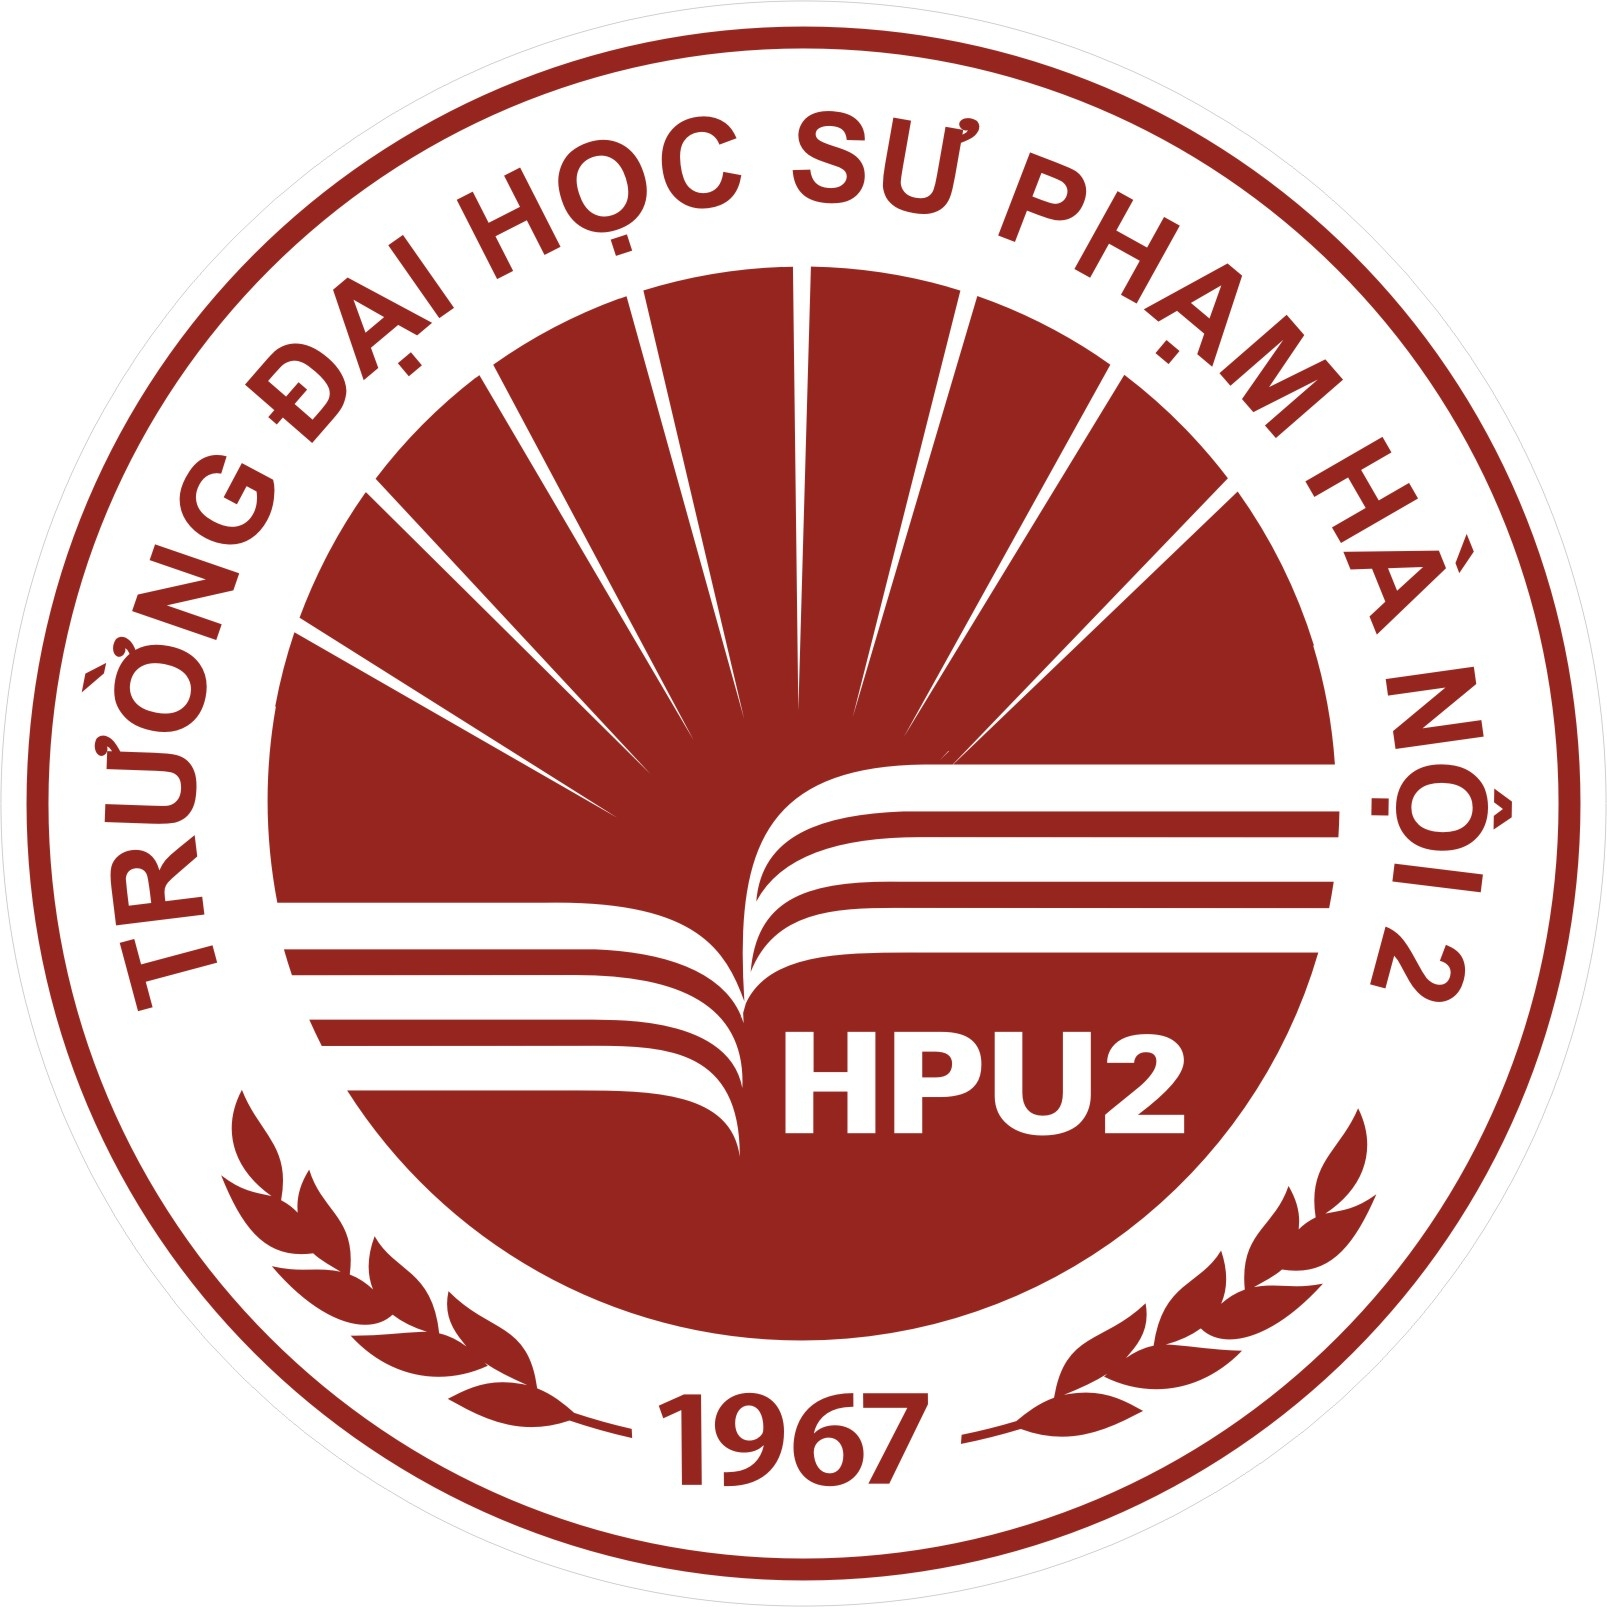 TRƯỜNG ĐẠI HỌC SƯ PHẠM HÀ NỘI 2
HPU2
1967